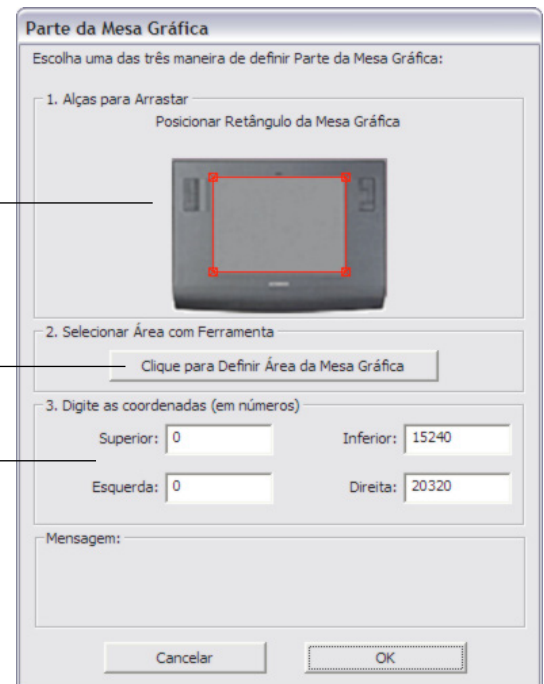 Parte da Mesa Gráfica
Escolha uma das três maneira de definir Parte da Mesa Gráfica:
1. Alças para Arrastar
Posicionar Retângulo da Mesa Gráfica
2. Selecionar Área com Ferramenta
Clique para Definir Área da Mesa Gráfica
3. Digite as coordenadas (em números)
Superior: 0 Inferior: 15240
Esquerda: 0 Direita: 20320
Mensagem:
Cancelar OK